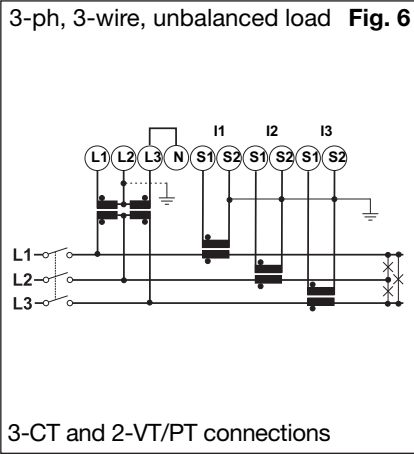 3-ph, 3-wire, unbalanced load Fig. 6
I1 I2 I3
L1 L2 L3 N S1 S2 S1 S2 S1 S2
L1
L2
L3
3-CT and 2-VT/PT connections